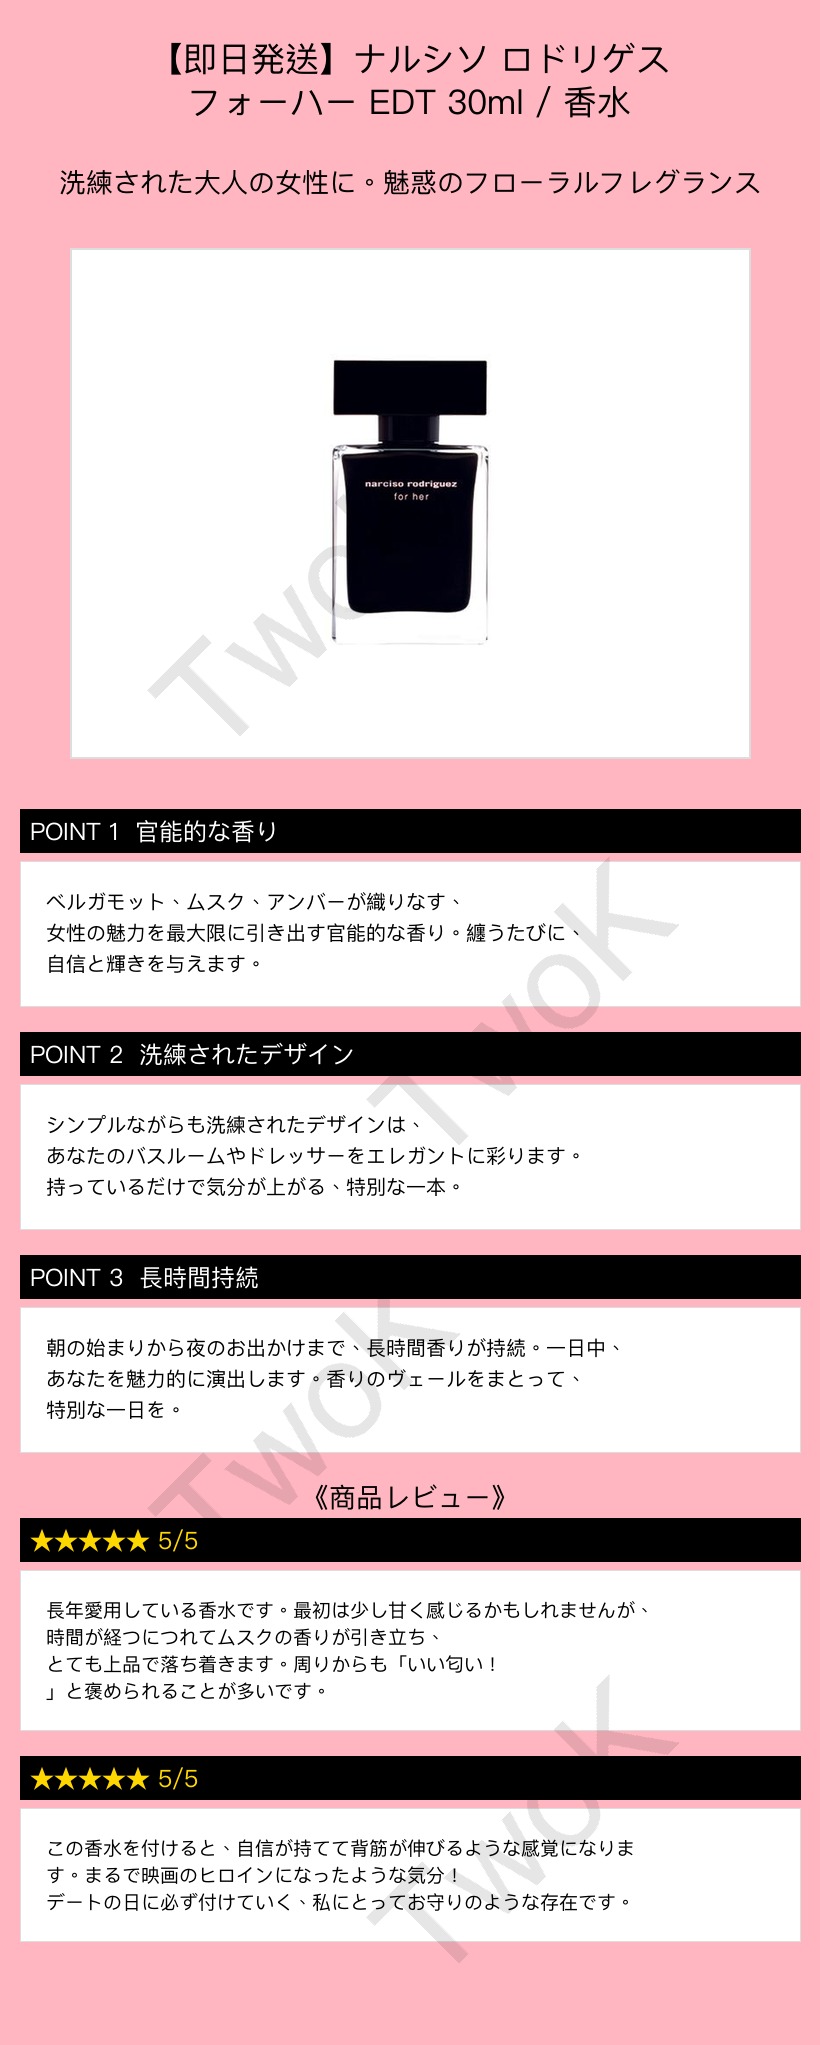 【即日発送】ナルシソ ロドリゲス
フォーハー EDT 30ml / 香水
洗練された大人の女性に。魅惑のフローラルフレグランス
narciso rodriguez
for her
TwoK
POINT 1 官能的な香り
ベルガモット、ムスク、アンバーが織りなす、
女性の魅力を最大限に引き出す官能的な香り。纏うたびに、
自信と輝きを与えます。
TwoK
POINT 2 洗練されたデザイン
シンプルながらも洗練されたデザインは、
あなたのバスルームやドレッサーをエレガントに彩ります。
持っているだけで気分が上がる、特別な一本。
POINT 3 長時間持続
朝の始まりから夜のお出かけまで、長時間香りが持続。一日中、
あなたを魅力的に演出します。香りのヴェールをまとって、
特別な一日を。
TwoK
《商品レビュー》
★★★★★ 5/5
長年愛用している香水です。最初は少し甘く感じるかもしれませんが、
時間が経つにつれてムスクの香りが引き立ち、
とても上品で落ち着きます。周りからも「いい匂い！
」と褒められることが多いです。
★★★★★ 5/5
この香水を付けると、自信が持てて背筋が伸びるような感覚になりま
す。まるで映画のヒロインになったような気分！
デートの日に必ず付けていく、私にとってお守りのような存在です。
TwoK